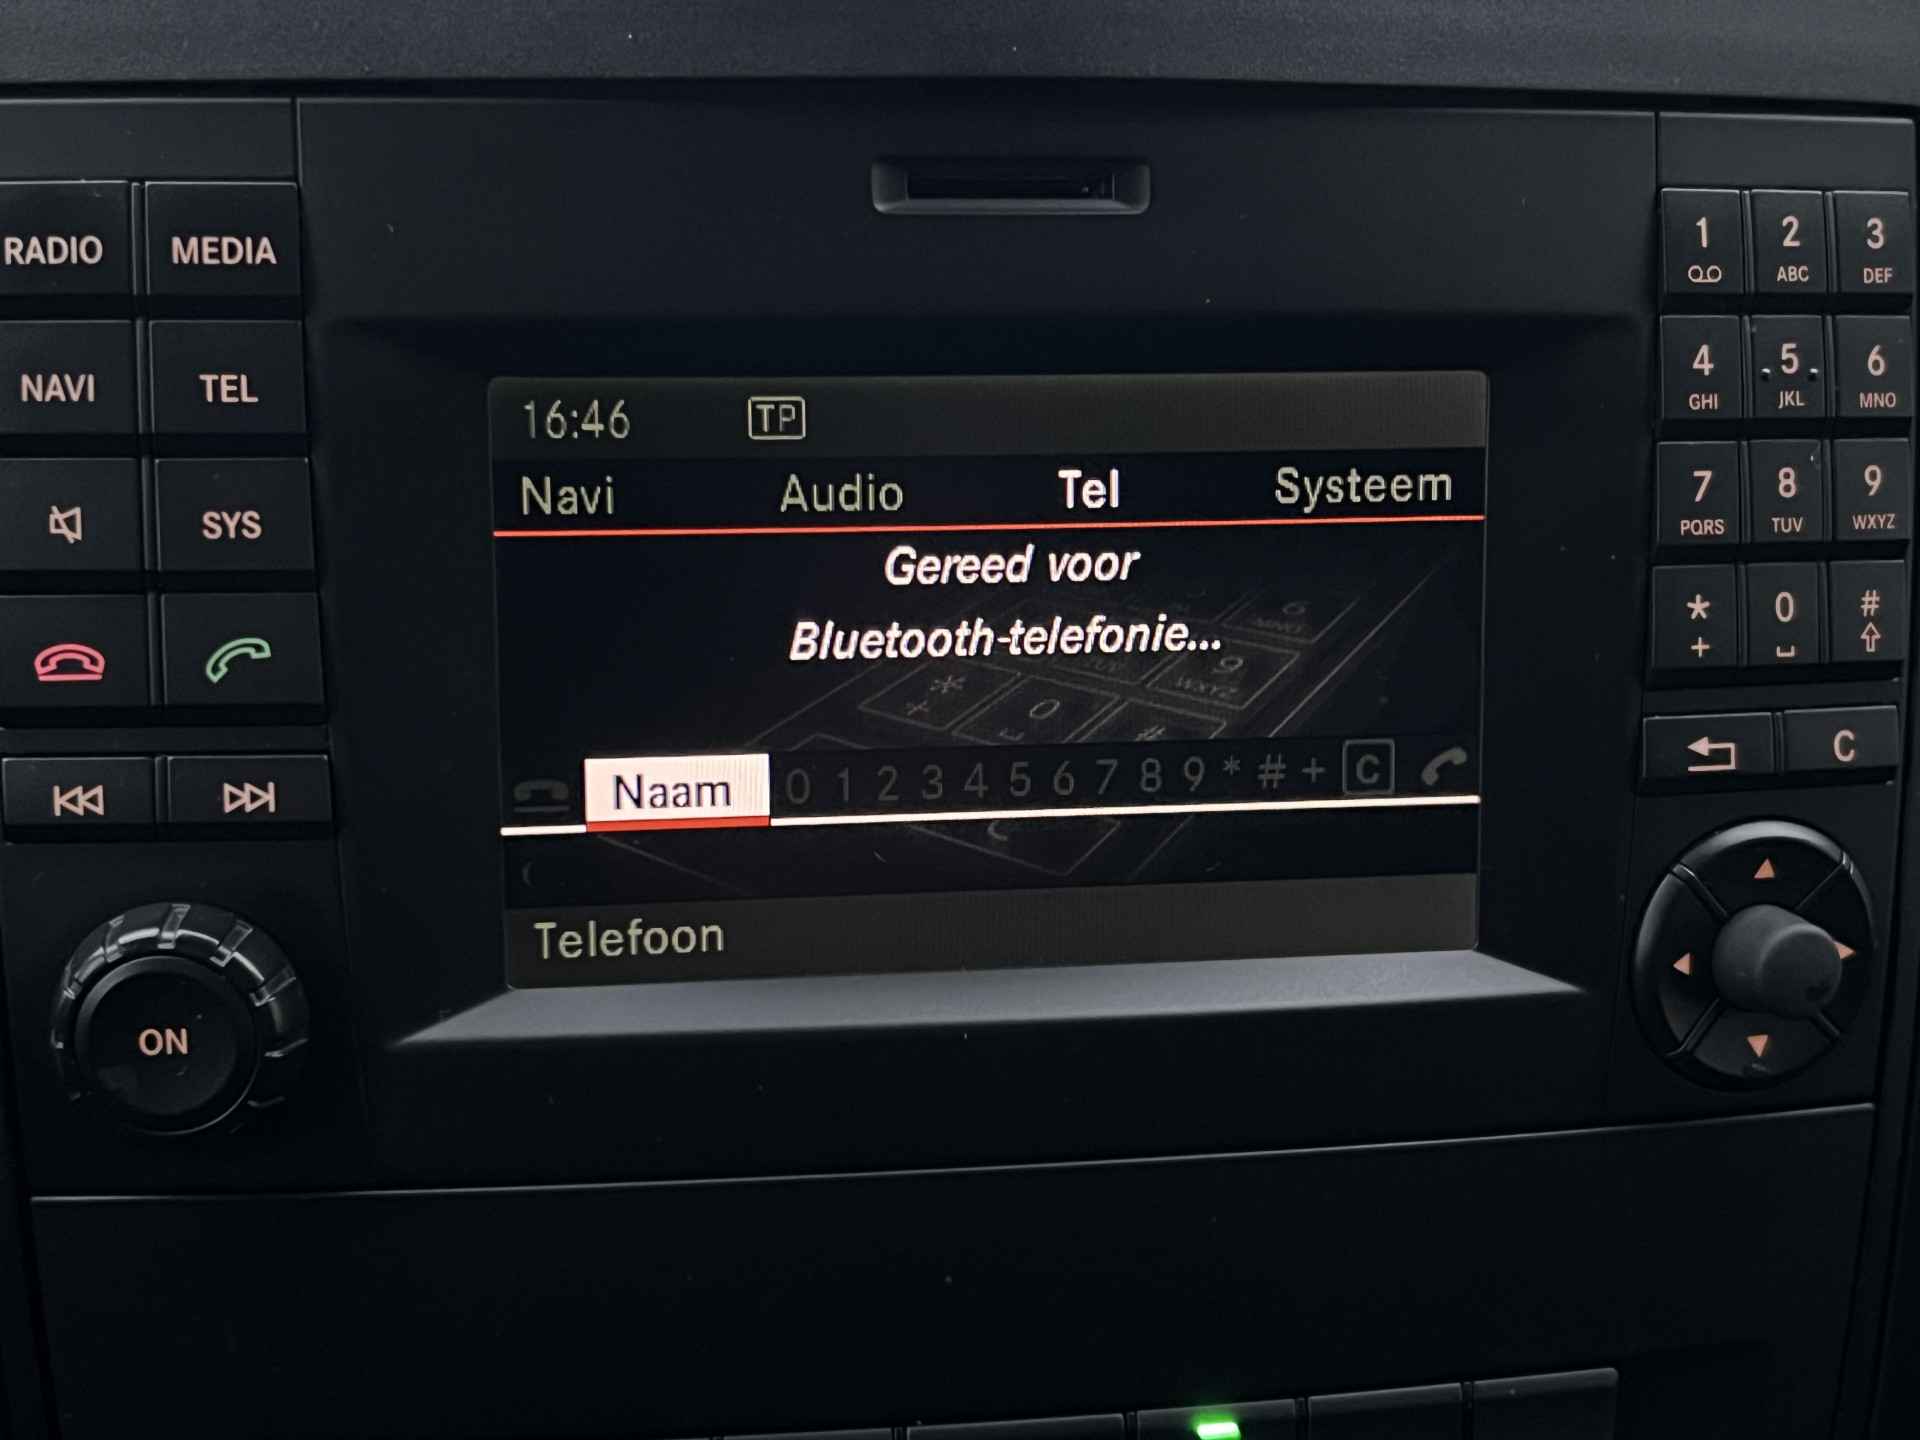 RADIO MEDIA
NAVI TEL
SYS
ON
16:46 TP
Navi Audio Tel Systeem
Gereed voor
Bluetooth-telefonie...
Naam 0 1 2 3 4 5 6 7 8 9 * # + C
Telefoon
1 2 3
ABC DEF
4 5 6
GHI JKL MNO
7 8 9
PQRS TUV WXYZ
* 0 #
+
C